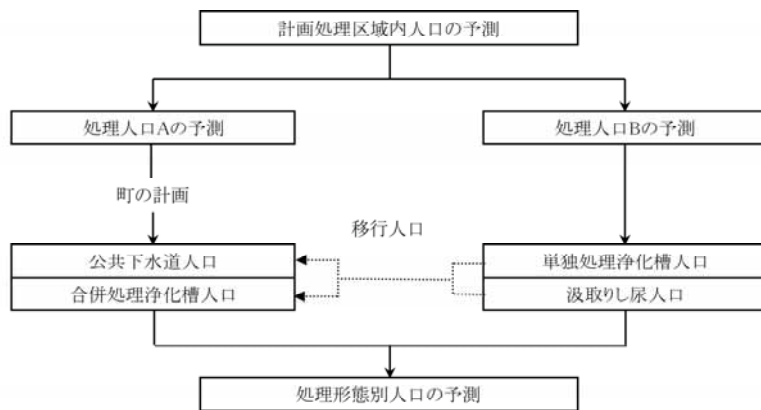 計画処理区域内人口の予測
処理人口Aの予測
処理人口Bの予測
町の計画
移行人口
公共下水道人口
合併処理浄化槽人口
単独処理浄化槽人口
汲取りし尿人口
処理形態別人口の予測